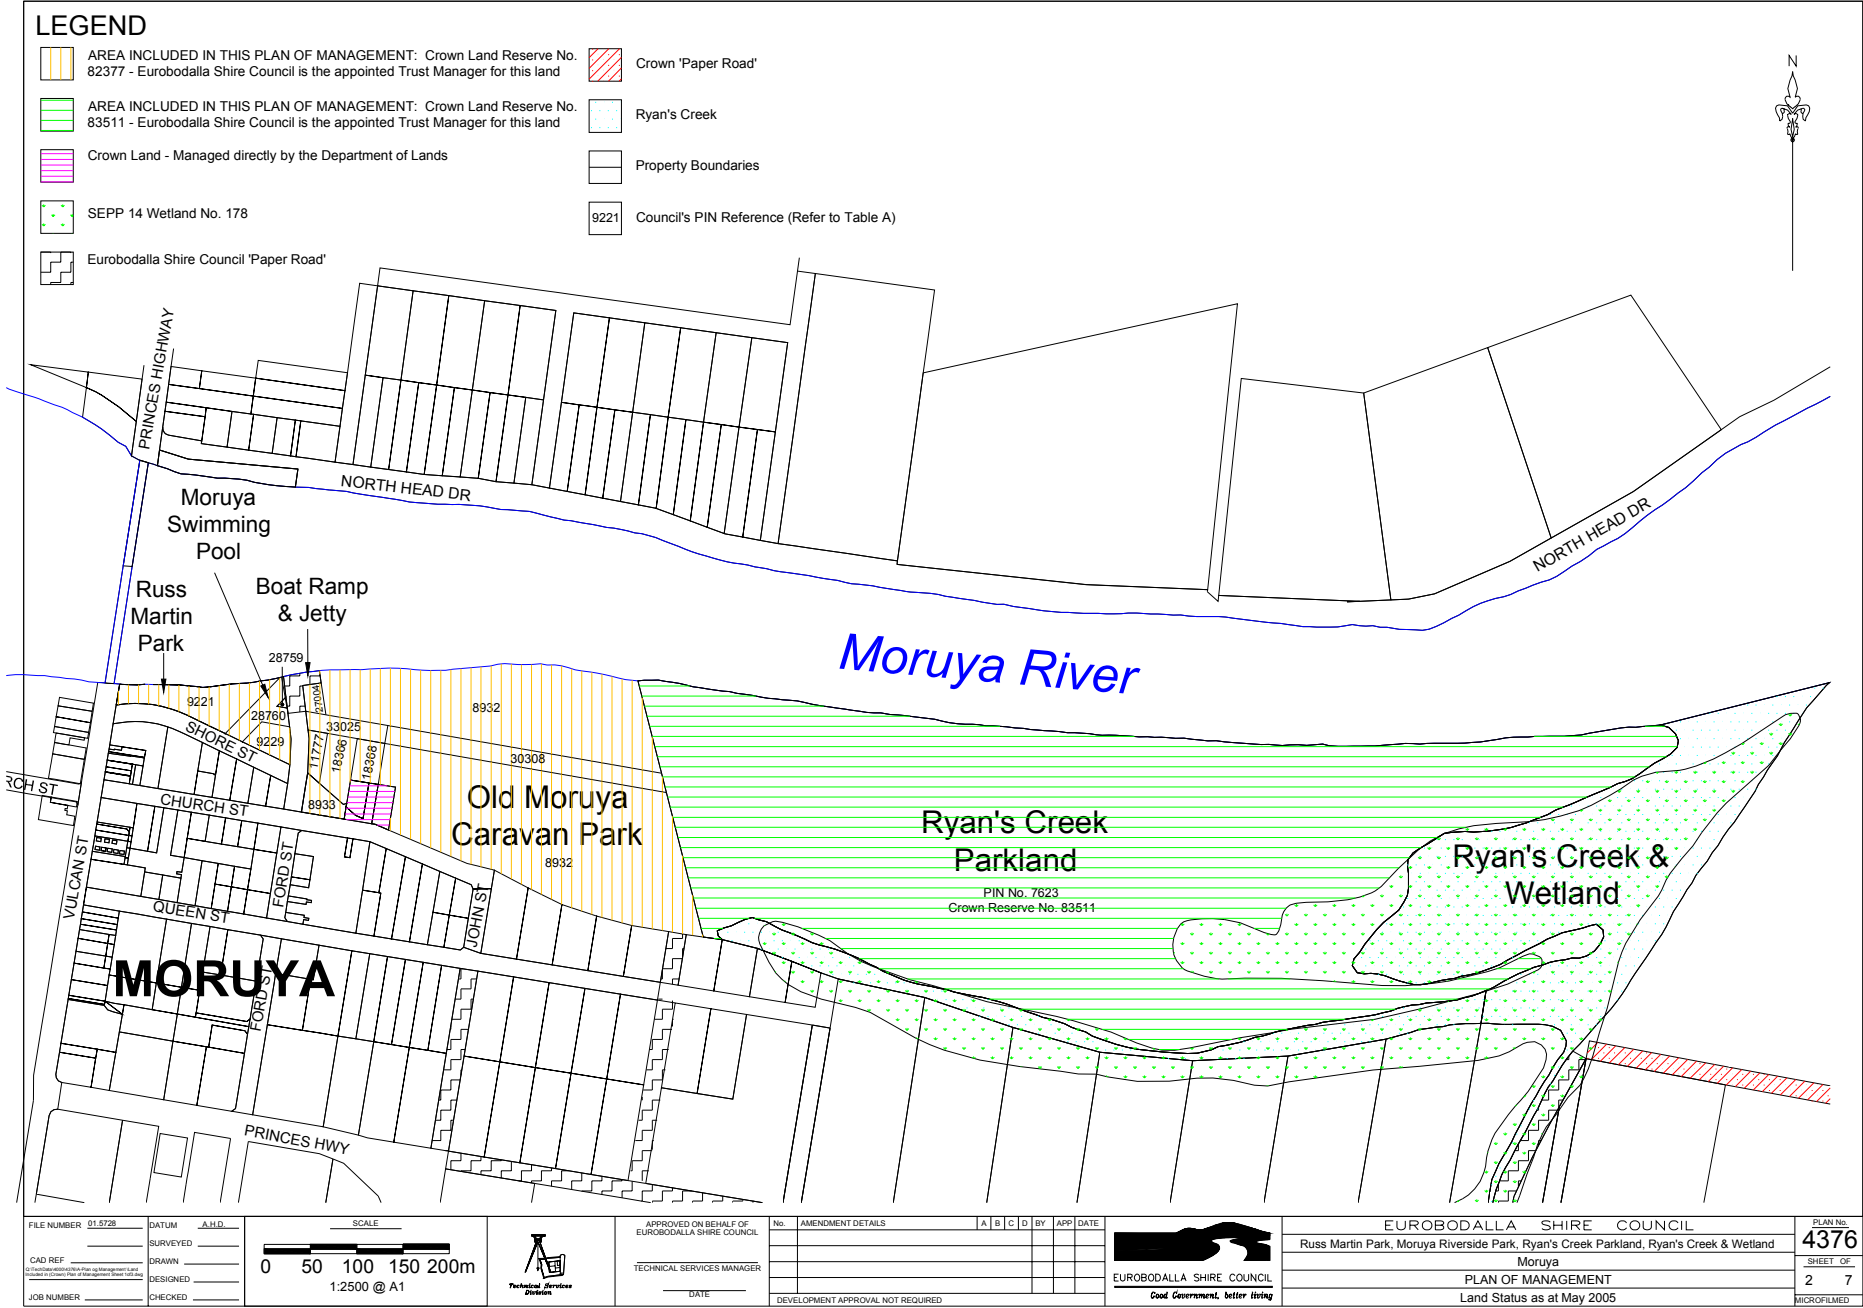 LEGEND
AREA INCLUDED IN THIS PLAN OF MANAGEMENT: Crown Land Reserve No.
82377 - Eurobodalla Shire Council is the appointed Trust Manager for this land
AREA INCLUDED IN THIS PLAN OF MANAGEMENT: Crown Land Reserve No.
83511 - Eurobodalla Shire Council is the appointed Trust Manager for this land
Crown Land - Managed directly by the Department of Lands
SEPP 14 Wetland No. 178
Eurobodalla Shire Council 'Paper Road'
Crown 'Paper Road'
Ryan's Creek
Property Boundaries
9221 Council's PIN Reference (Refer to Table A)
N
PRINCES HIGHWAY
NORTH HEAD DR
NORTH HEAD DR
Moruya
Swimming
Pool
Russ
Martin
Park
Boat Ramp
& Jetty
Moruya River
28759
9221
28760
9229
27004
33025
11777
18366
18368
8933
8932
30308
Old Moruya
Caravan Park
8932
SHORE ST
RCH ST
CHURCH ST
VULCAN ST
FORD ST
QUEEN ST
JOHN ST
MORUYA
FORD ST
PRINCES HWY
Ryan's Creek
Parkland
PIN No. 7623
Crown Reserve No. 83511
Ryan's Creek &
Wetland
FILE NUMBER 01.5728
CAD REF
JOB NUMBER
DATUM A.H.D.
SURVEYED
DRAWN
DESIGNED
CHECKED
SCALE
0 50 100 150 200m
1:2500 @ A1
Technical Services
Division
APPROVED ON BEHALF OF
EUROBODALLA SHIRE COUNCIL
TECHNICAL SERVICES MANAGER
DATE
No. AMENDMENT DETAILS A B C D BY APP DATE
DEVELOPMENT APPROVAL NOT REQUIRED
EUROBODALLA SHIRE COUNCIL
Good Government, better living
EUROBODALLA SHIRE COUNCIL
Russ Martin Park, Moruya Riverside Park, Ryan's Creek Parkland, Ryan's Creek & Wetland
Moruya
PLAN OF MANAGEMENT
Land Status as at May 2005
PLAN No.
4376
SHEET OF
2 7
MICROFILMED